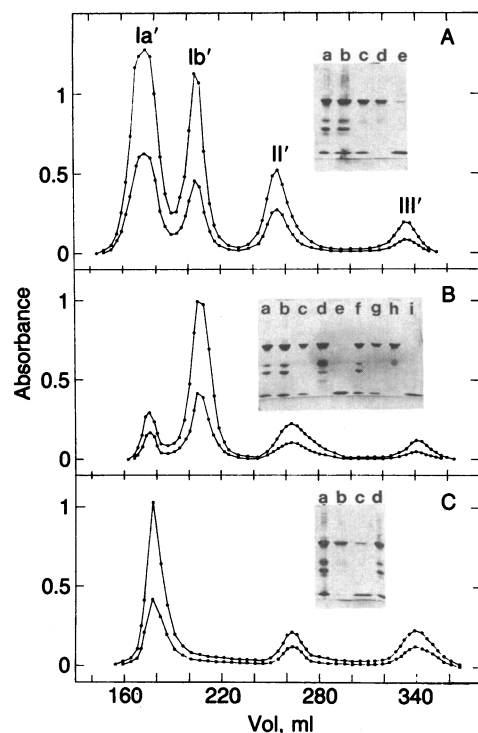 Ia′ Ib′ II′ III′ A
a b c d e
1
0.5
0
B
a b c d e f g h i
1
0.5
0
C
a b c d
1
0.5
0
Absorbance
160 220 280 340
Vol, ml